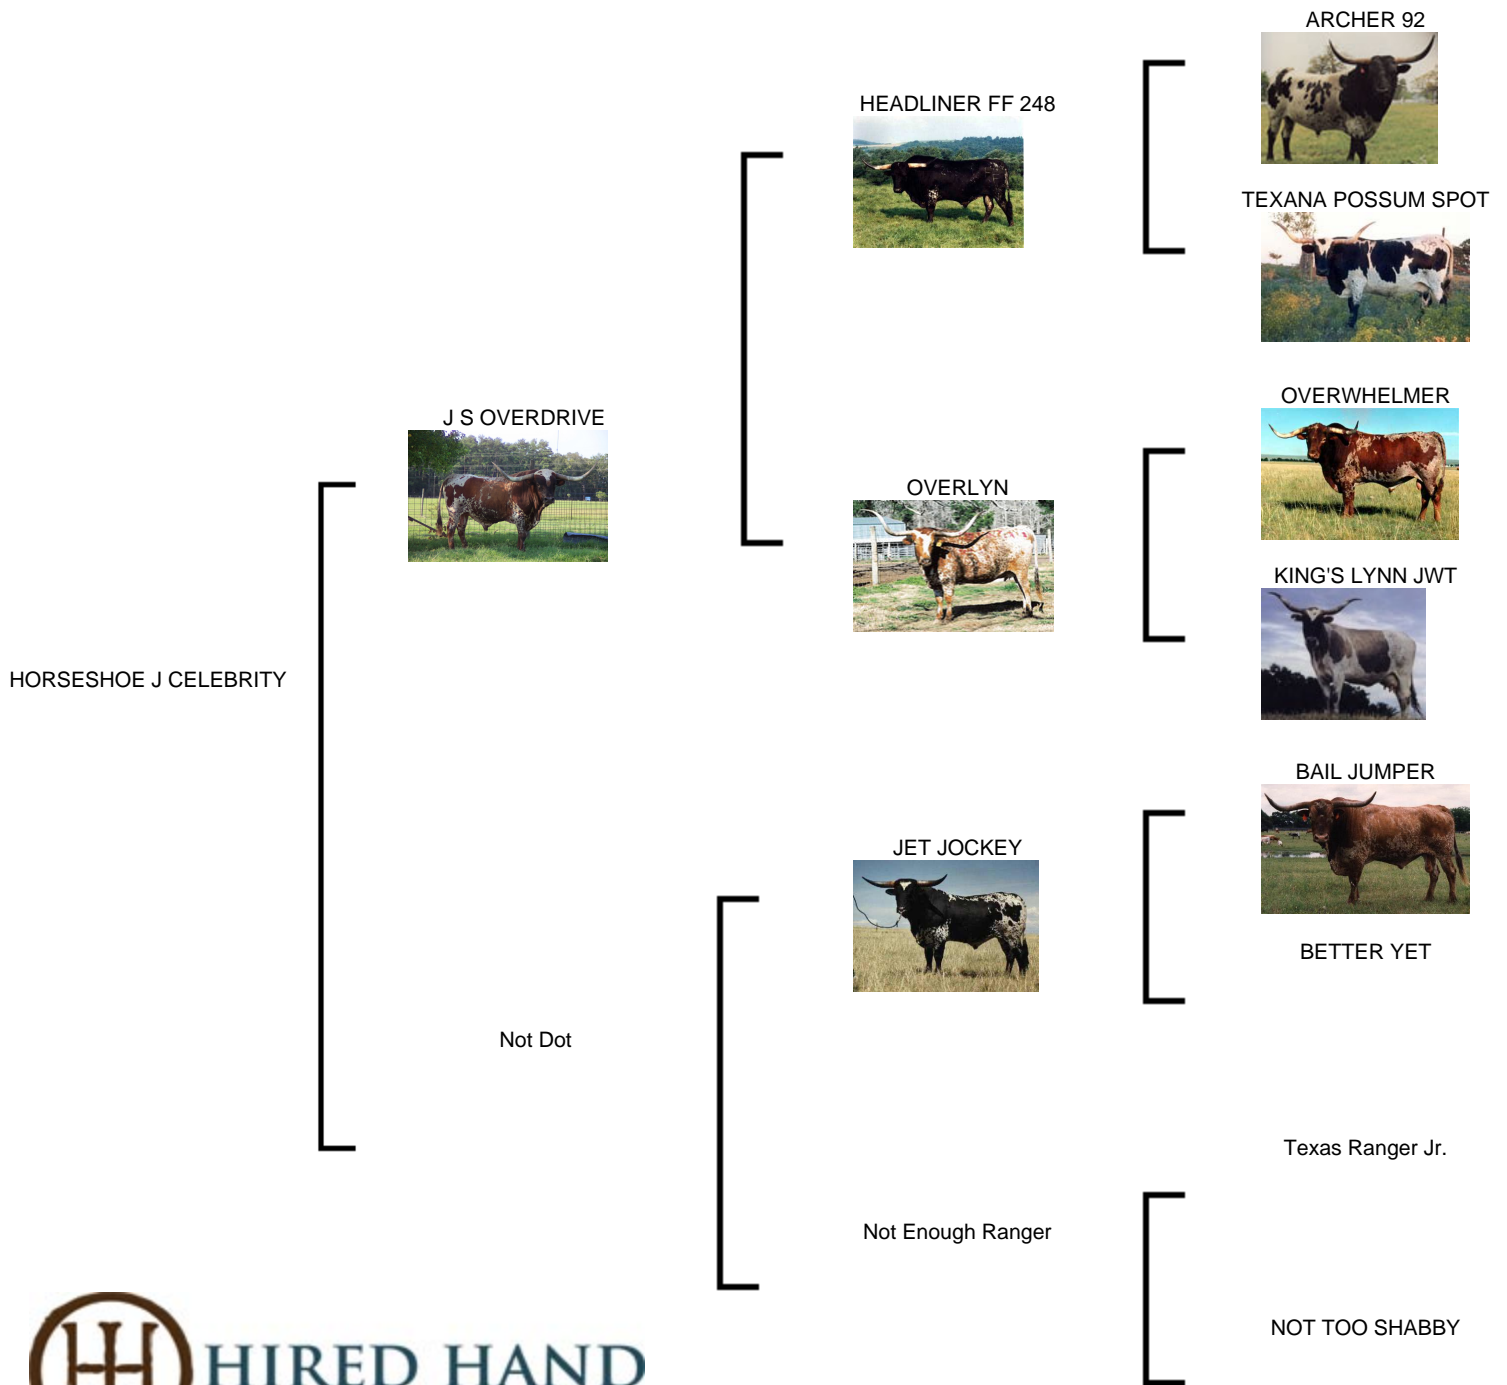 ARCHER 92
HEADLINER FF 248
TEXANA POSSUM SPOT
J S OVERDRIVE
OVERWHELMER
OVERLYN
KING'S LYNN JWT
HORSESHOE J CELEBRITY
BAIL JUMPER
JET JOCKEY
BETTER YET
Not Dot
Texas Ranger Jr.
Not Enough Ranger
NOT TOO SHABBY
HIRED HAND